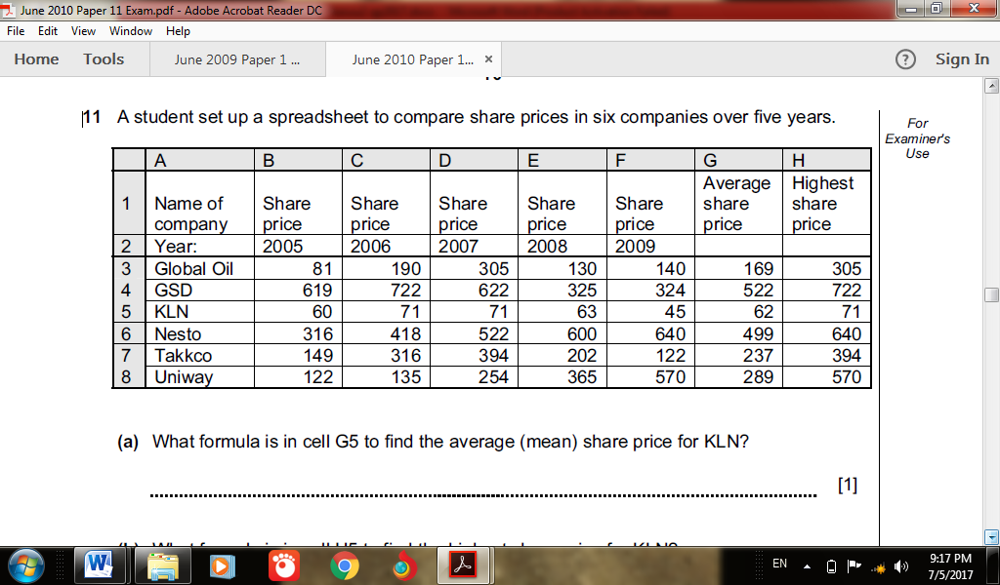 June 2010 Paper 11 Exam.pdf - Adobe Acrobat Reader DC
File Edit View Window Help
Home Tools June 2009 Paper 1 ... June 2010 Paper 1... × ? Sign In
11 A student set up a spreadsheet to compare share prices in six companies over five years.
For
Examiner's
Use
A B C D E F G H
1 Name of company Share price Share price Share price Share price Share price Average share price Highest share price
2 Year: 2005 2006 2007 2008 2009
3 Global Oil 81 190 305 130 140 169 305
4 GSD 619 722 622 325 324 522 722
5 KLN 60 71 71 63 45 62 71
6 Nesto 316 418 522 600 640 499 640
7 Takkco 149 316 394 202 122 237 394
8 Uniway 122 135 254 365 570 289 570
(a) What formula is in cell G5 to find the average (mean) share price for KLN?
[1]
EN
9:17 PM
7/5/2017